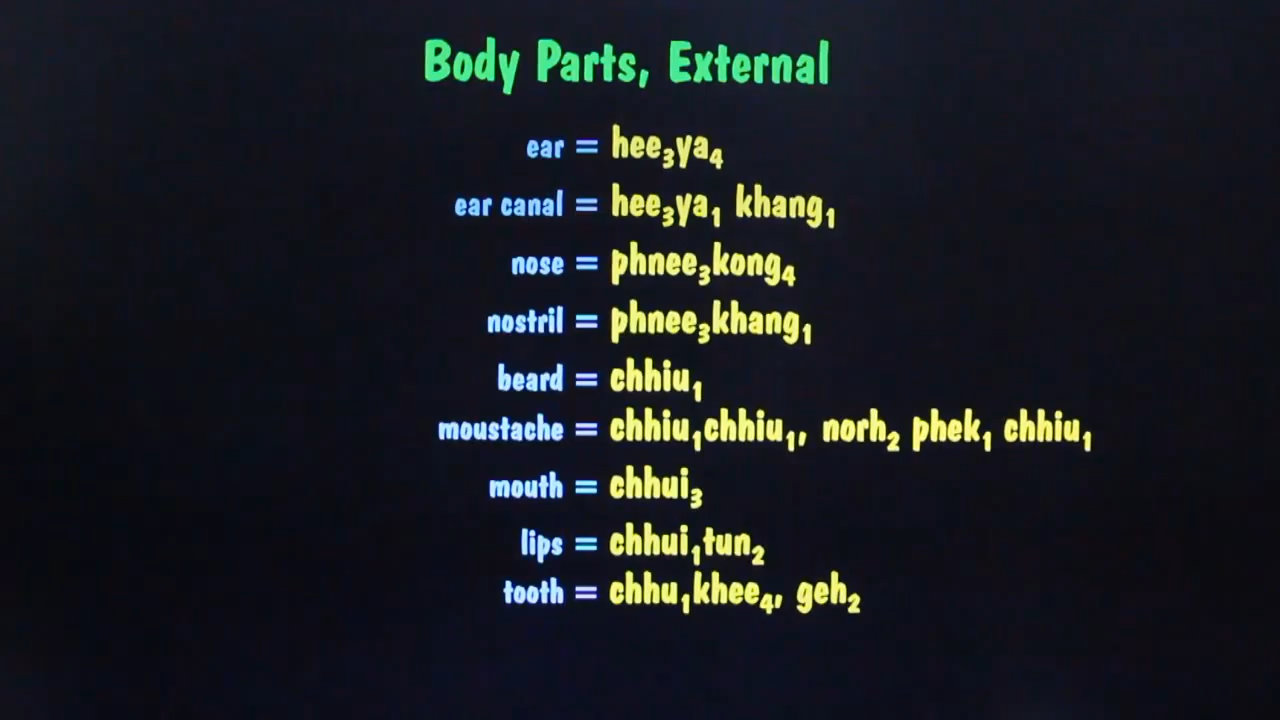 Body Parts, External
ear = hee₃ya₄
ear canal = hee₃ya₁ khang₁
nose = phnee₃kong₄
nostril = phnee₃khang₁
beard = chhiu₁
moustache = chhiu₁chhiu₁, norh₂ phek₁ chhiu₁
mouth = chhui₃
lips = chhui₁tun₂
tooth = chhu₁khee₄, geh₂